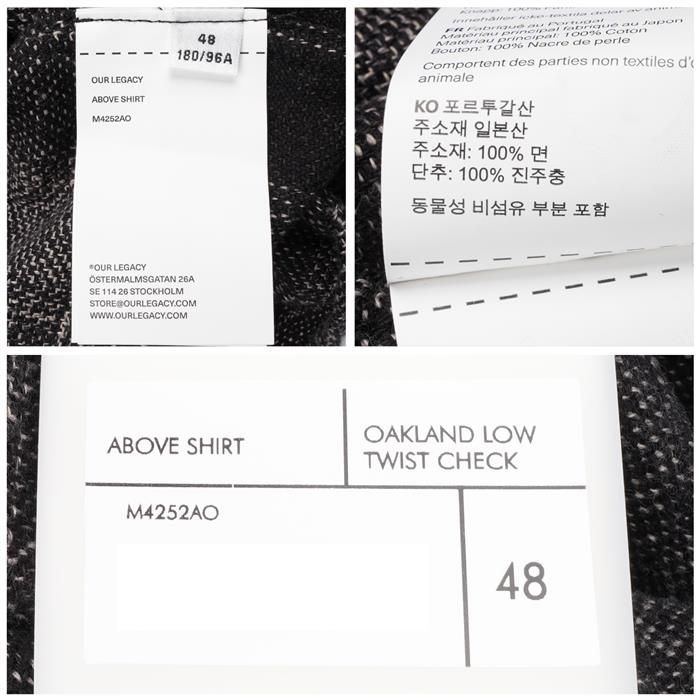 48
180/96A
OUR LEGACY
ABOVE SHIRT
M4252AO
®OUR LEGACY
ÖSTERMALMSGATAN 26A
SE 114 26 STOCKHOLM
STORE@OURLEGACY.COM
WWW.OURLEGACY.COM
Knapp: 100%
Innehåller icke-textila delar av
FR Fabriqué au Portugal
Matériau principal fabriqué au Japon
Matériau principal: 100% Coton
Bouton: 100% Nacre de perle
Comportent des parties non textiles
animale
KO 포르투갈산
주소재 일본산
주소재: 100% 면
단추: 100% 진주층
동물성 비섬유 부분 포함
ABOVE SHIRT
OAKLAND LOW
TWIST CHECK
M4252AO
48